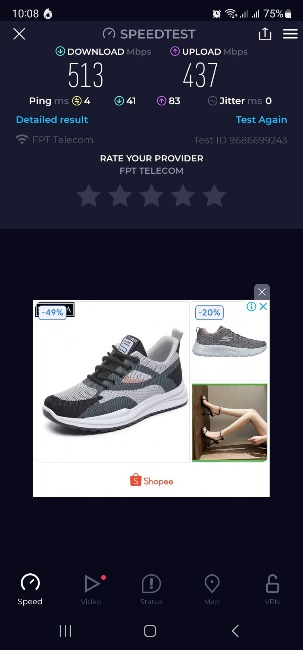 10:08 75%
SPEEDTEST
DOWNLOAD Mbps UPLOAD Mbps
513 437
Ping ms 4 41 83 Jitter ms 0
Detailed result Test Again
FPT Telecom Test ID 9686699243
RATE YOUR PROVIDER
FPT TELECOM
-49% -20%
Shopee
Speed Video Status Map VPN